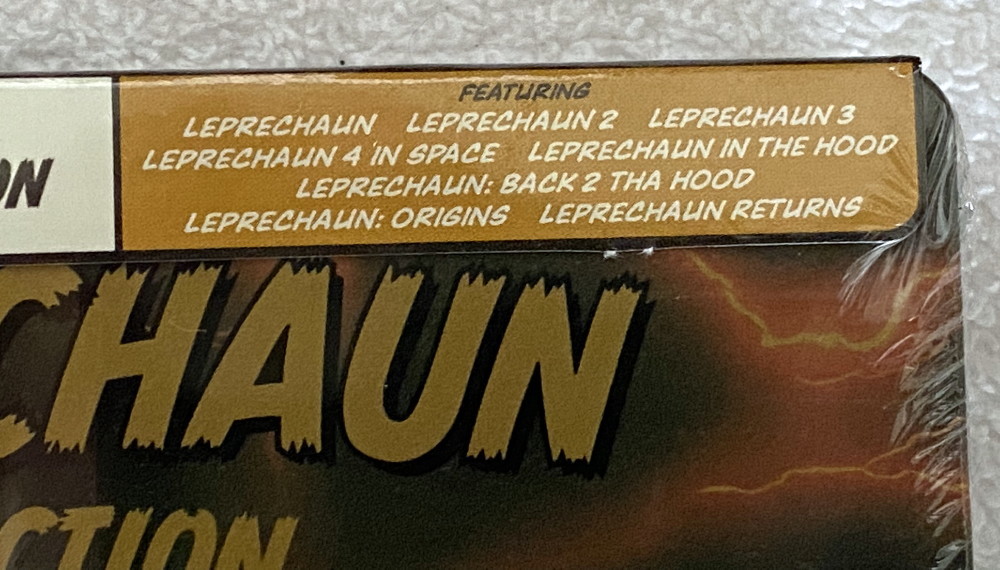 FEATURING
LEPRECHAUN LEPRECHAUN 2 LEPRECHAUN 3
LEPRECHAUN 4 IN SPACE LEPRECHAUN IN THE HOOD
LEPRECHAUN: BACK 2 THA HOOD
LEPRECHAUN: ORIGINS LEPRECHAUN RETURNS
ON
CHAUN
CTION